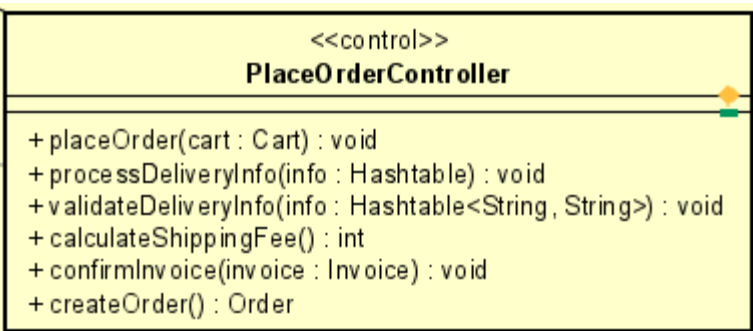 <<control>>
PlaceOrderController
+ placeOrder(cart : Cart) : void
+ processDeliveryInfo(info : Hashtable) : void
+ validateDeliveryInfo(info : Hashtable<String, String>) : void
+ calculateShippingFee() : int
+ confirmInvoice(invoice : Invoice) : void
+ createOrder() : Order